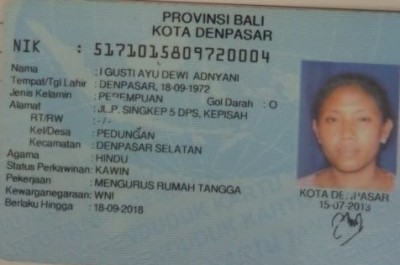 PROVINSI BALI
KOTA DENPASAR
NIK : 5171015809720004
Nama : I GUSTI AYU DEWI ADNYANI
Tempat/Tgl Lahir : DENPASAR, 18-09-1972
Jenis Kelamin : PEREMPUAN Gol Darah : O
Alamat : JL.P. SINGKEP 5 DPS, KEPISAH
RT/RW : -/-
Kel/Desa : PEDUNGAN
Kecamatan : DENPASAR SELATAN
Agama : HINDU
Status Perkawinan: KAWIN
Pekerjaan : MENGURUS RUMAH TANGGA
Kewarganegaraan: WNI
Berlaku Hingga : 18-09-2018
KOTA DENPASAR
15-07-2013